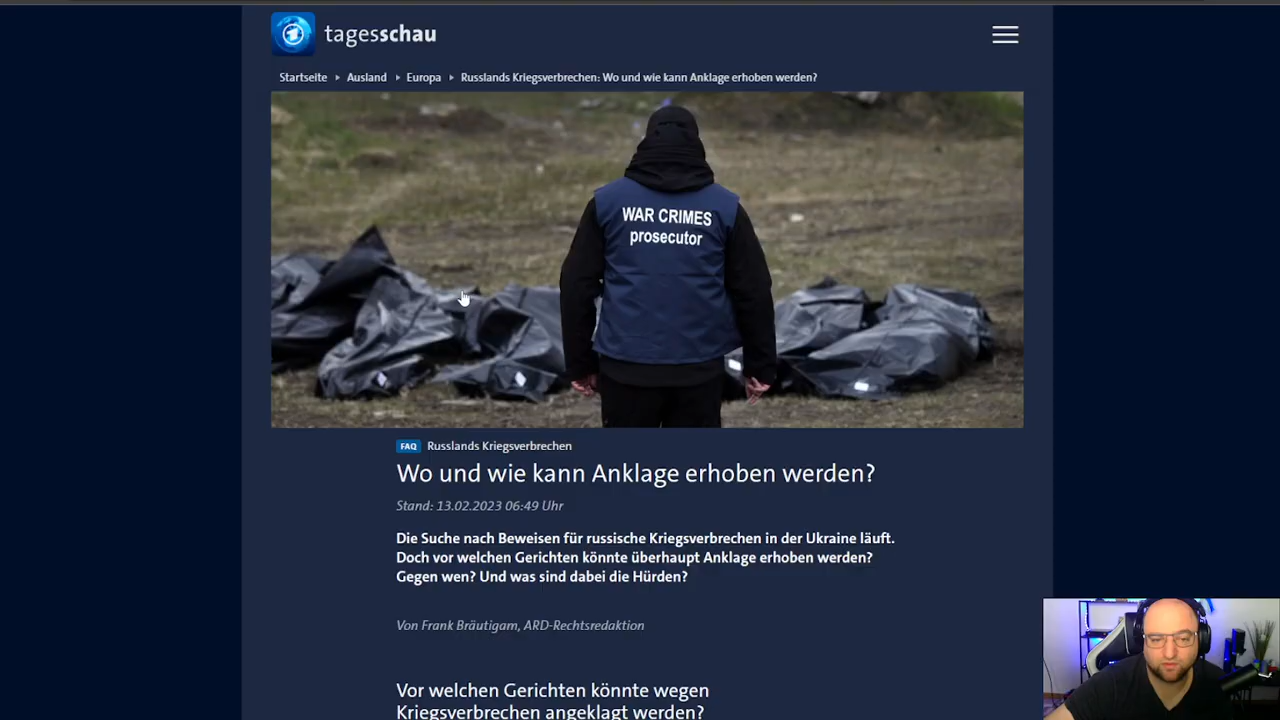 tagesschau
Startseite ▸ Ausland ▸ Europa ▸ Russlands Kriegsverbrechen: Wo und wie kann Anklage erhoben werden?
WAR CRIMES
prosecutor
FAQ Russlands Kriegsverbrechen
Wo und wie kann Anklage erhoben werden?
Stand: 13.02.2023 06:49 Uhr
Die Suche nach Beweisen für russische Kriegsverbrechen in der Ukraine läuft.
Doch vor welchen Gerichten könnte überhaupt Anklage erhoben werden?
Gegen wen? Und was sind dabei die Hürden?
Von Frank Bräutigam, ARD-Rechtsredaktion
Vor welchen Gerichten könnte wegen
Kriegsverbrechen angeklagt werden?